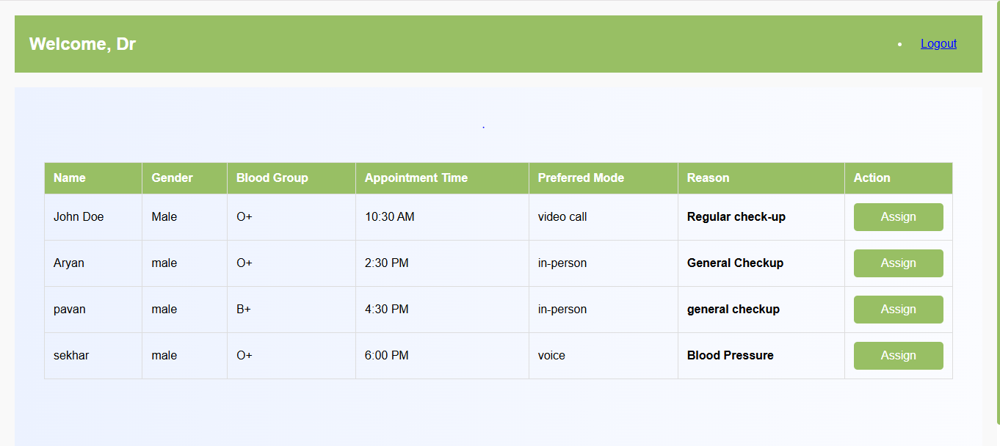 Welcome, Dr
Logout
Name Gender Blood Group Appointment Time Preferred Mode Reason Action
John Doe Male O+ 10:30 AM video call Regular check-up Assign
Aryan male O+ 2:30 PM in-person General Checkup Assign
pavan male B+ 4:30 PM in-person general checkup Assign
sekhar male O+ 6:00 PM voice Blood Pressure Assign